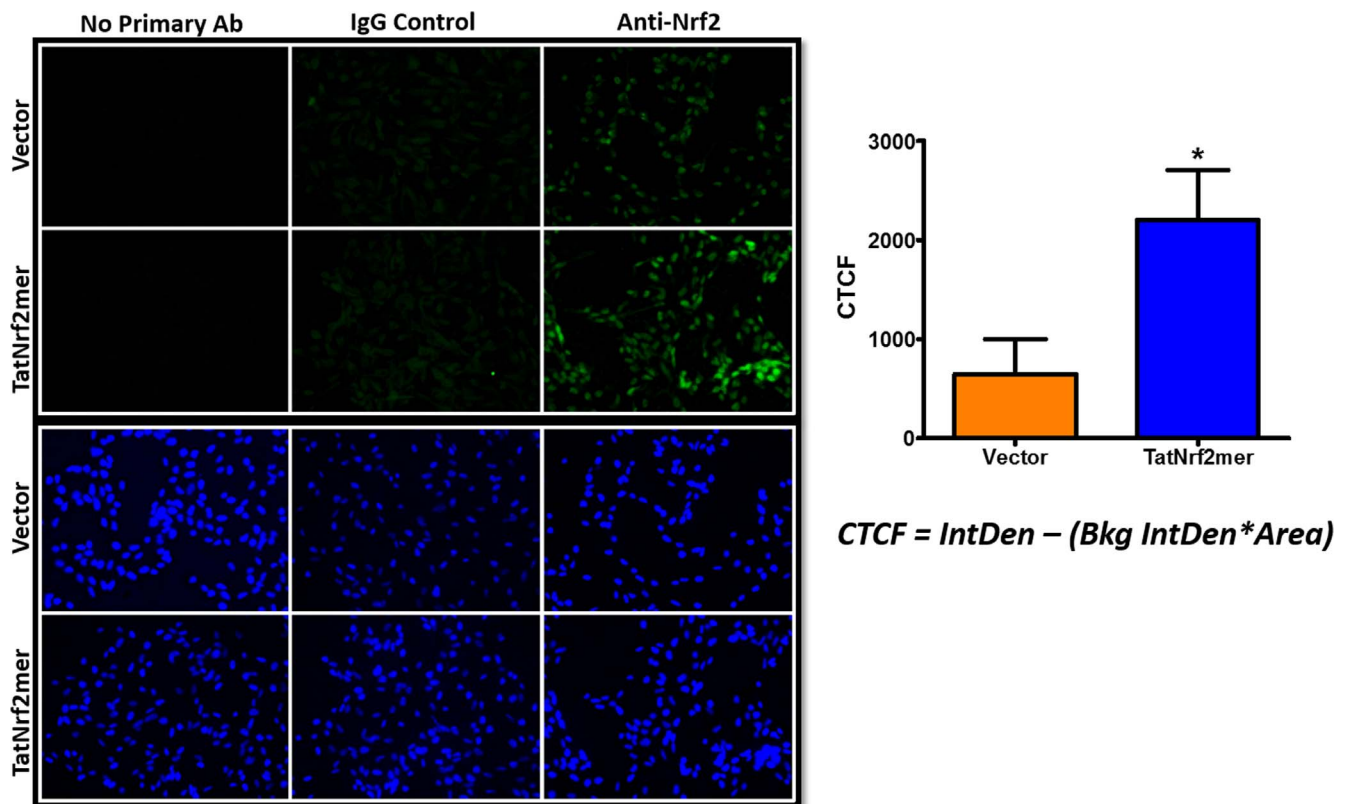 No Primary Ab IgG Control Anti-Nrf2
Vector
TatNrf2mer
Vector
TatNrf2mer
3000
2000
1000
0
CTCF
*
Vector TatNrf2mer
CTCF = IntDen – (Bkg IntDen*Area)